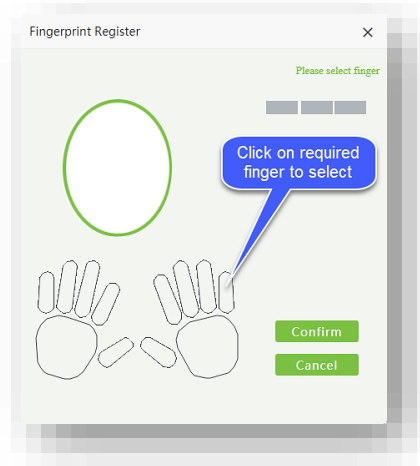 Fingerprint Register
Please select finger
Click on required
finger to select
Confirm
Cancel